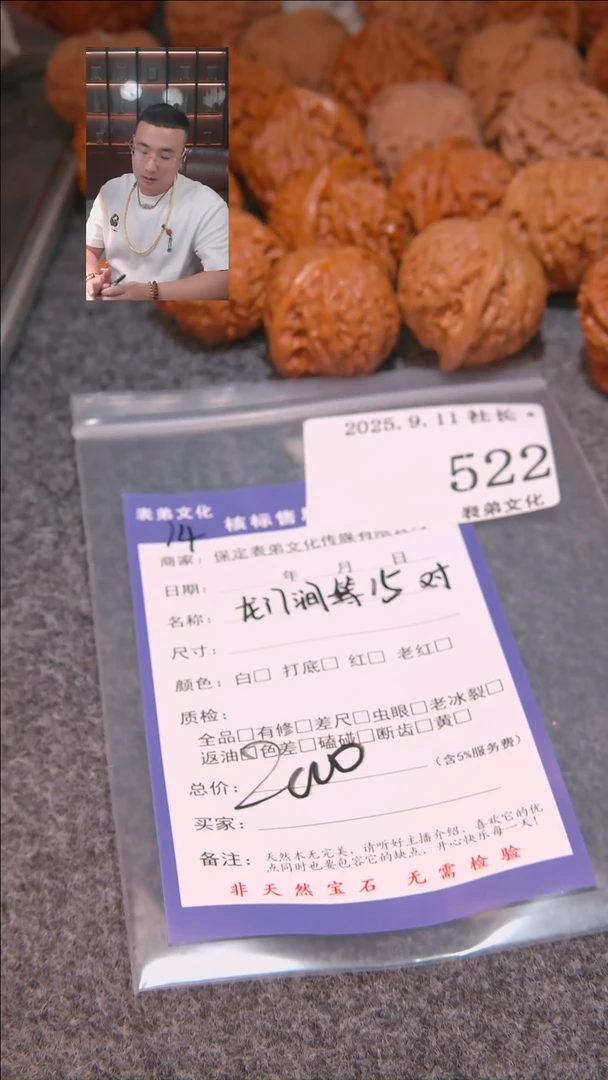 2025.9.11 社长
522
表弟文化
表弟文化
14
核标售
商家：保定表弟文化传媒有限
日期： 年 月 日
名称： 龙门涧等15对
尺寸：
颜色：白□ 打底□ 红□ 老红□
质检：
全品□有修□差尺□虫眼□老冰裂□
返油□色差□磕碰□断齿□黄□
总价： 2000 （含5%服务费）
买家：
备注：天然本无完美，请听好主播介绍，喜欢它的优
点同时也要包容它的缺点，开心快乐每一天！
非天然宝石 无需检验